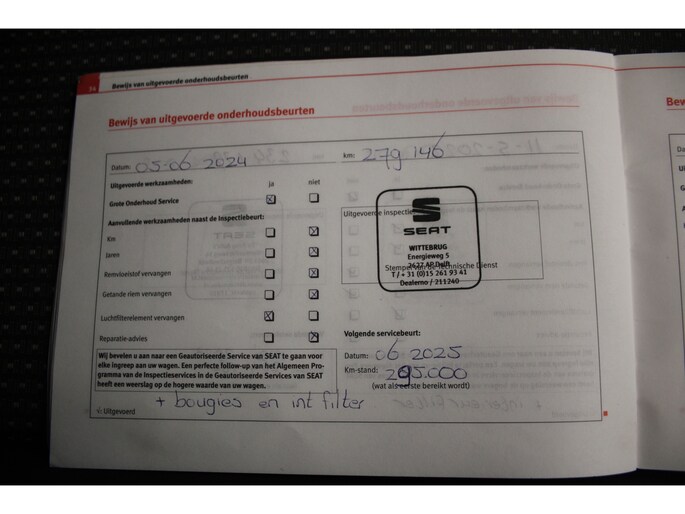 34 Bewijs van uitgevoerde onderhoudsbeurten
Bewijs van uitgevoerde onderhoudsbeurten
Datum: 05-06 2024 km: 279 146
Uitgevoerde werkzaamheden: ja niet
Grote Onderhoud Service
Aanvullende werkzaamheden naast de Inspectiebeurt:
Km
Jaren
Remvloeistof vervangen
Getande riem vervangen
Luchtfilterelement vervangen
Reparatie-advies
Wij bevelen u aan naar een Geautoriseerde Service van SEAT te gaan voor
elke ingreep aan uw wagen. Een perfecte follow-up van het Algemeen Pro-
gramma van de Inspectieservices in de Geautoriseerde Services van SEAT
heeft een weerslag op de hogere waarde van uw wagen.
Uitgevoerd
Uitgevoerde inspectie
SEAT
WITTEBRUG
Energieweg 5
2627 AP Delft
Stempel van de Technische Dienst
T / + 31 (0)15 261 93 41
Dealerno / 211240
Volgende servicebeurt:
Datum: 06 2025
Km-stand: 295.000
(wat als eerste bereikt wordt)
+ bougies en int filter